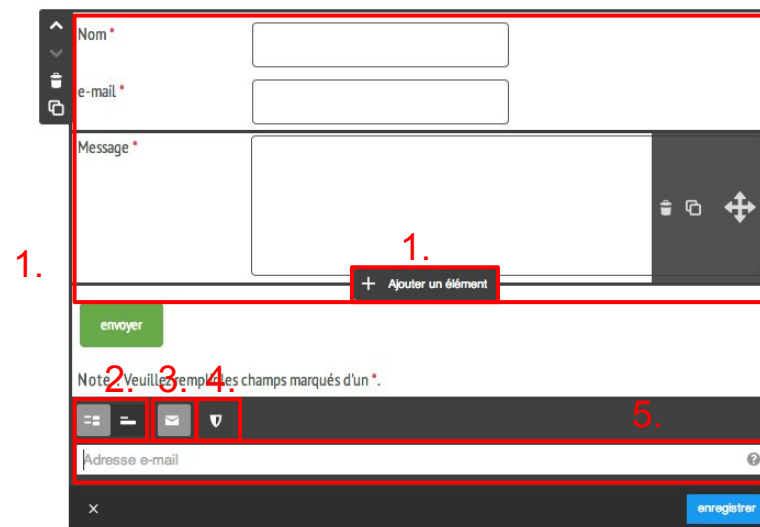 Nom *
e-mail *
Message *
1.
1.
+ Ajouter un élément
envoyer
Note : Veuillez remplir les champs marqués d'un *.
2. 3. 4.
5.
Adresse e-mail ?
× enregistrer